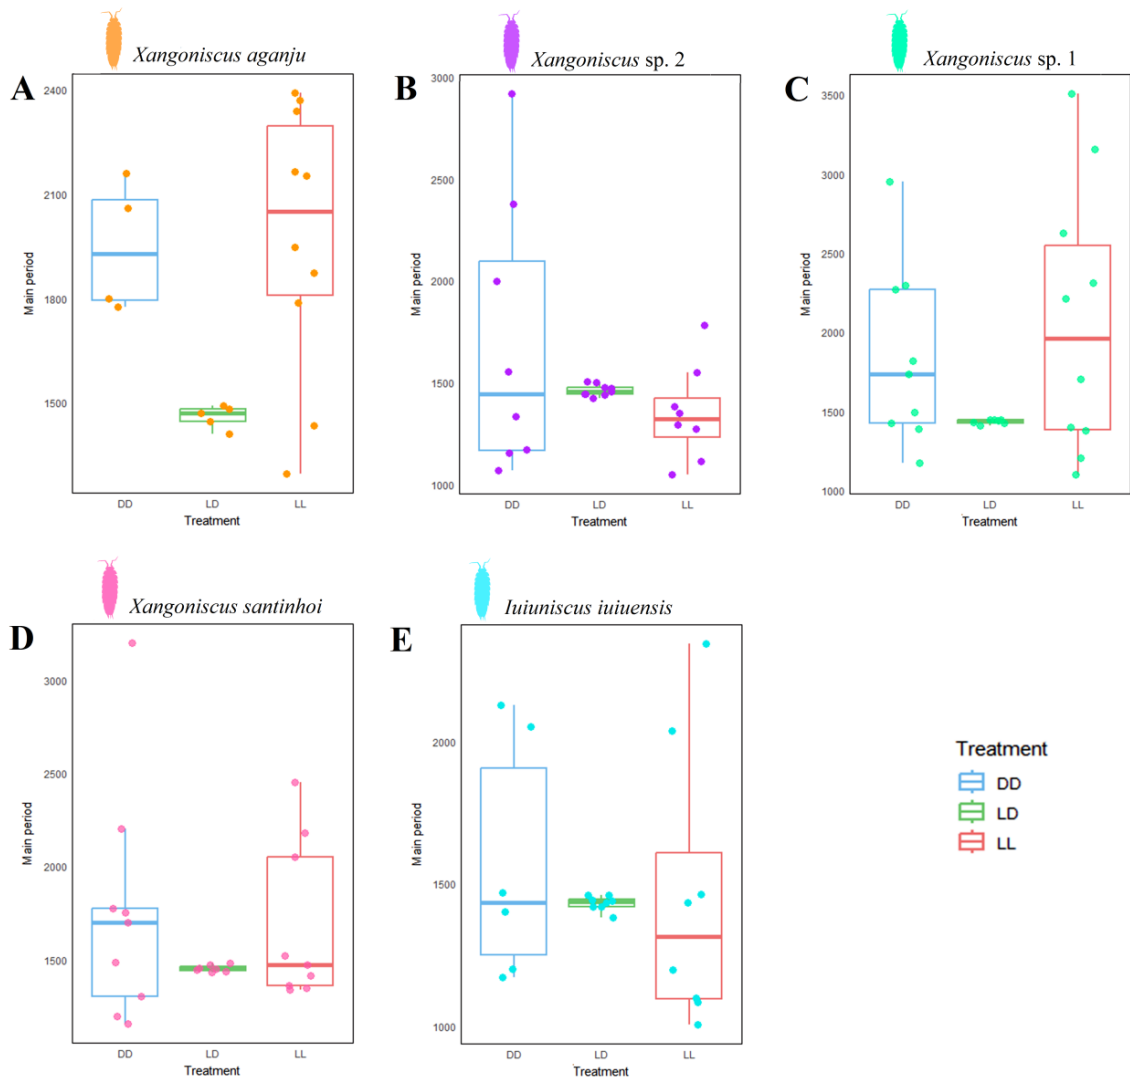 Xangoniscus aganju
A
Main period
2400
2100
1800
1500
DD LD LL
Treatment
Xangoniscus sp. 2
B
Main period
3000
2500
2000
1500
1000
DD LD LL
Treatment
Xangoniscus sp. 1
C
Main period
3500
3000
2500
2000
1500
1000
DD LD LL
Treatment
Xangoniscus santinhoi
D
Main period
3000
2500
2000
1500
DD LD LL
Treatment
Iuiuniscus iuiuensis
E
Main period
2000
1500
1000
DD LD LL
Treatment
Treatment
DD
LD
LL